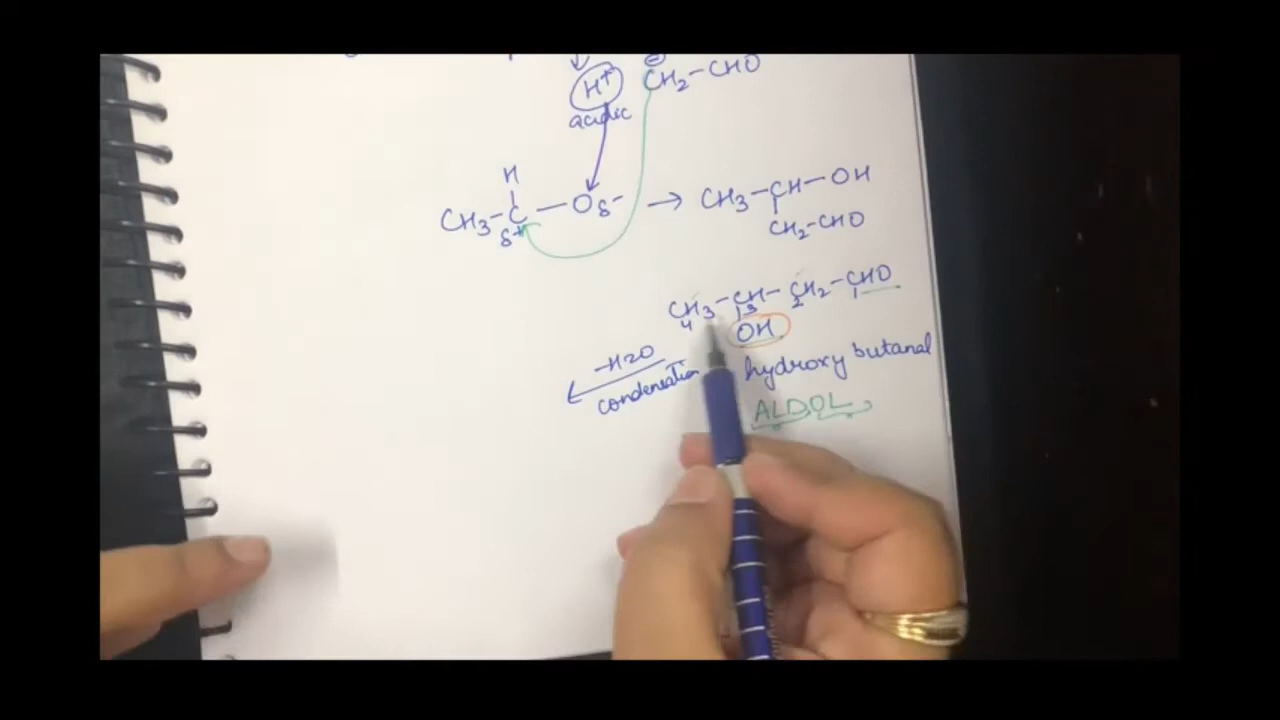 H⁺ ⊖CH₂–CHO
acidic
H
CH₃–C—Oδ⁻ → CH₃–CH–OH
δ⁺ CH₂–CHO
CH₃–CH–CH₂–CHO
4 3 2 1
OH
–H₂O
condensation hydroxy butanal
ALDOL